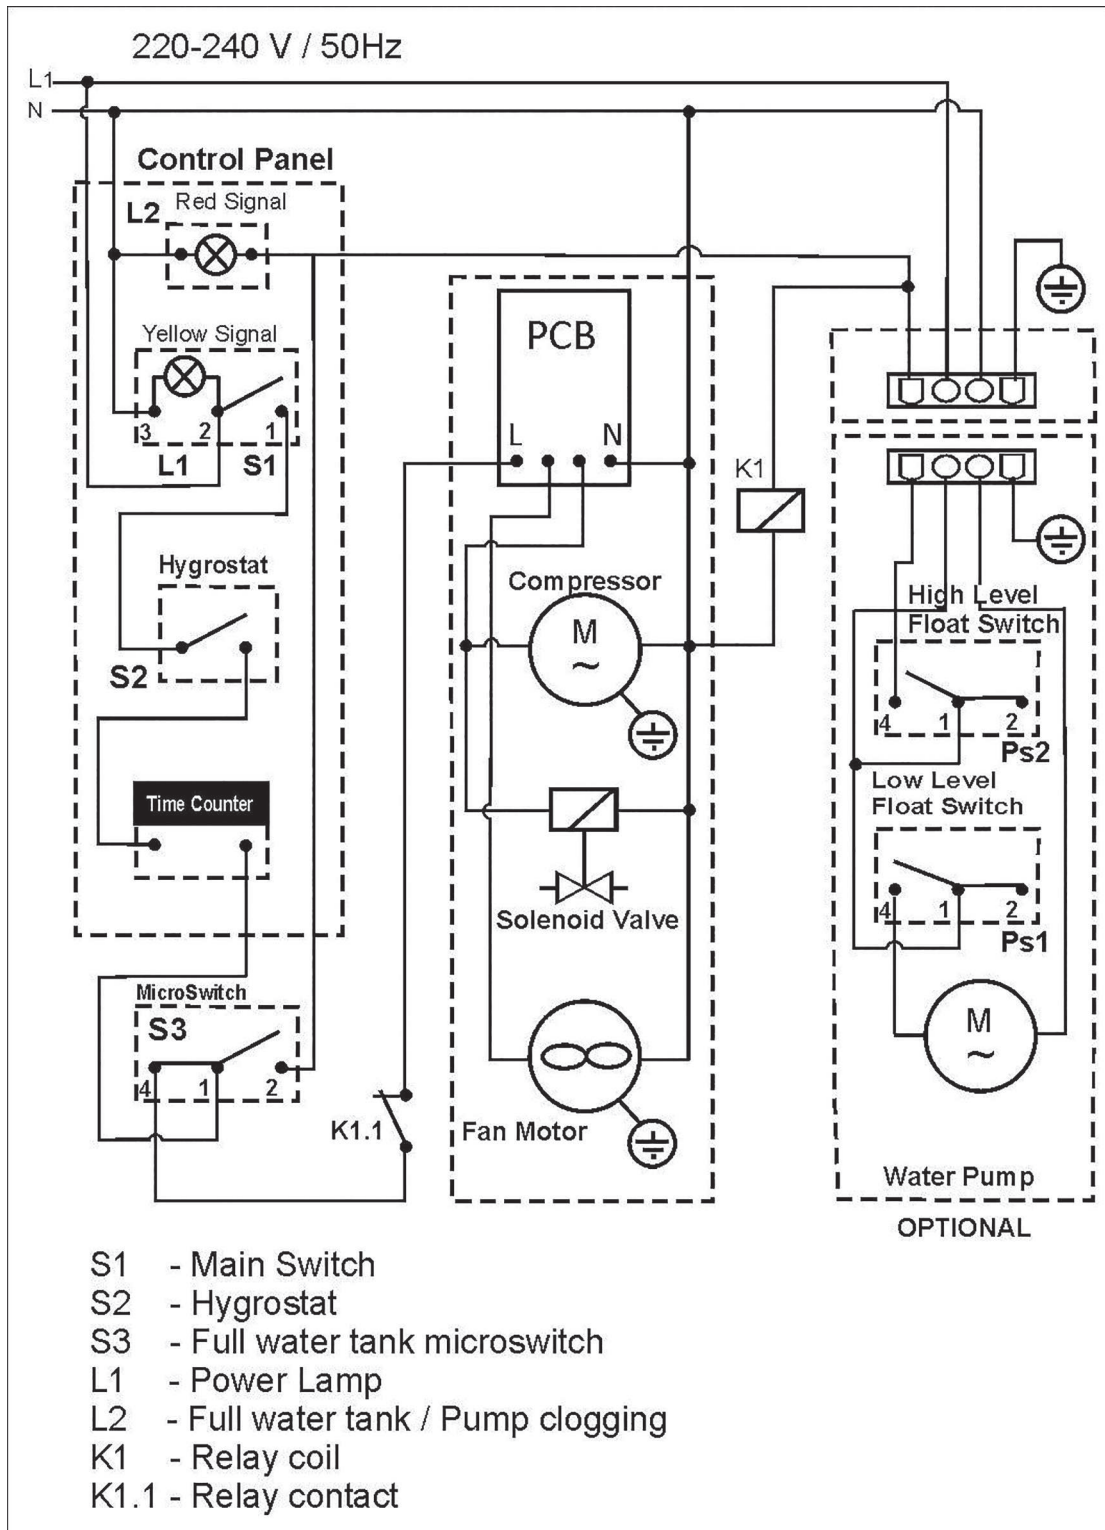 220-240 V / 50Hz
L1
N
Control Panel
Red Signal
L2
Yellow Signal
3 2 1
L1 S1
Hygrostat
S2
Time Counter
MicroSwitch
S3
4 1 2
K1.1
PCB
L N
Compressor
M
~
Solenoid Valve
Fan Motor
K1
High Level
Float Switch
4 1 2
Ps2
Low Level
Float Switch
4 1 2
Ps1
M
~
Water Pump
OPTIONAL
S1 - Main Switch
S2 - Hygrostat
S3 - Full water tank microswitch
L1 - Power Lamp
L2 - Full water tank / Pump clogging
K1 - Relay coil
K1.1 - Relay contact